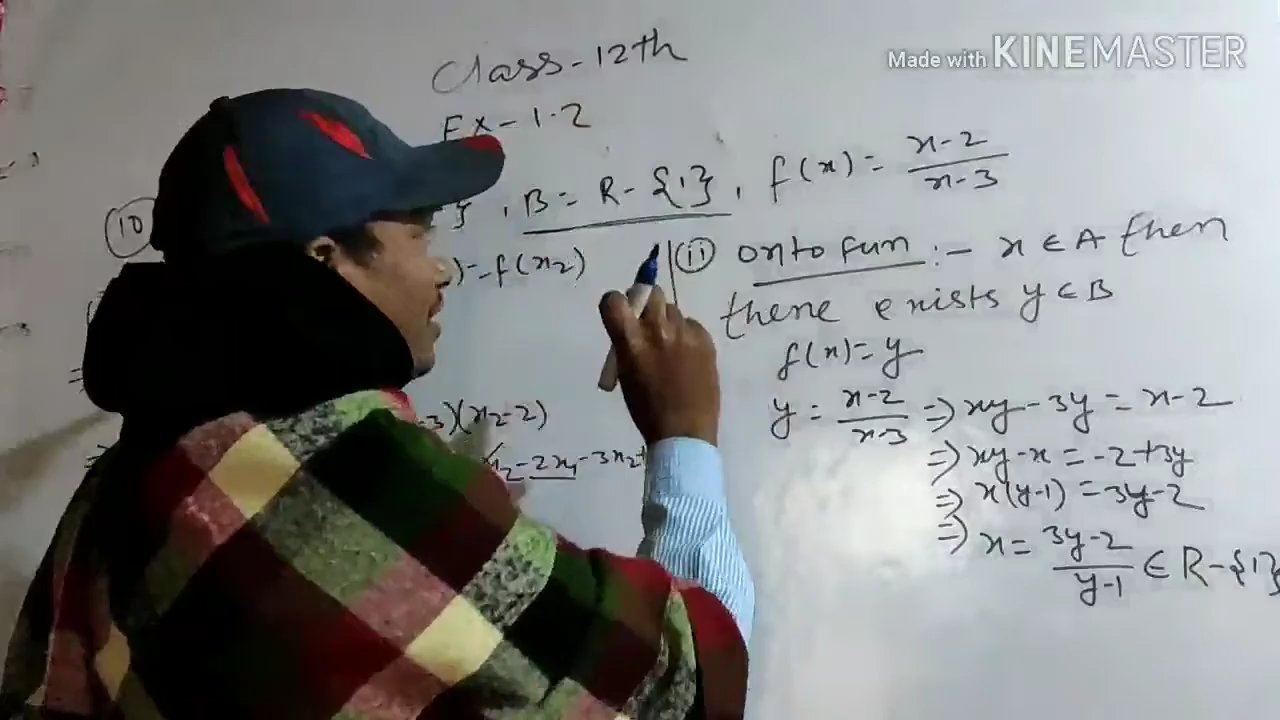 Made with KINEMASTER
Class-12th
EX-1.2
(10) }, B = R-{1}, f(x) = x-2/x-3
)=f(x2)
-3)(x2-2)
x2-2x1-3x2+
(ii) onto fun :- x ∈ A then
there exists y ∈ B
f(x)=y
y = x-2/x-3 => xy-3y = x-2
=> xy-x = -2+3y
=> x(y-1) = 3y-2
=> x = 3y-2/y-1 ∈ R-{1}